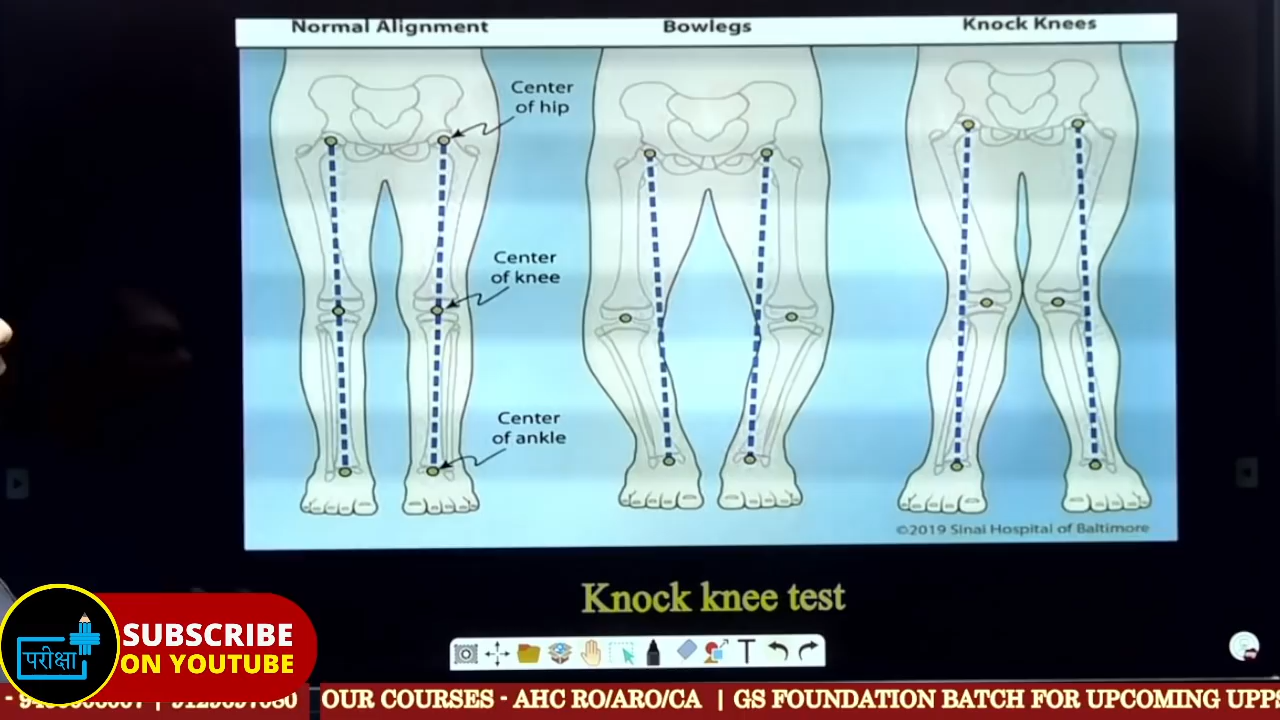 Normal Alignment
Bowlegs
Knock Knees
Center
of hip
Center
of knee
Center
of ankle
©2019 Sinai Hospital of Baltimore
Knock knee test
परीक्षा
SUBSCRIBE
ON YOUTUBE
OUR COURSES - AHC RO/ARO/CA | GS FOUNDATION BATCH FOR UPCOMING UPPS